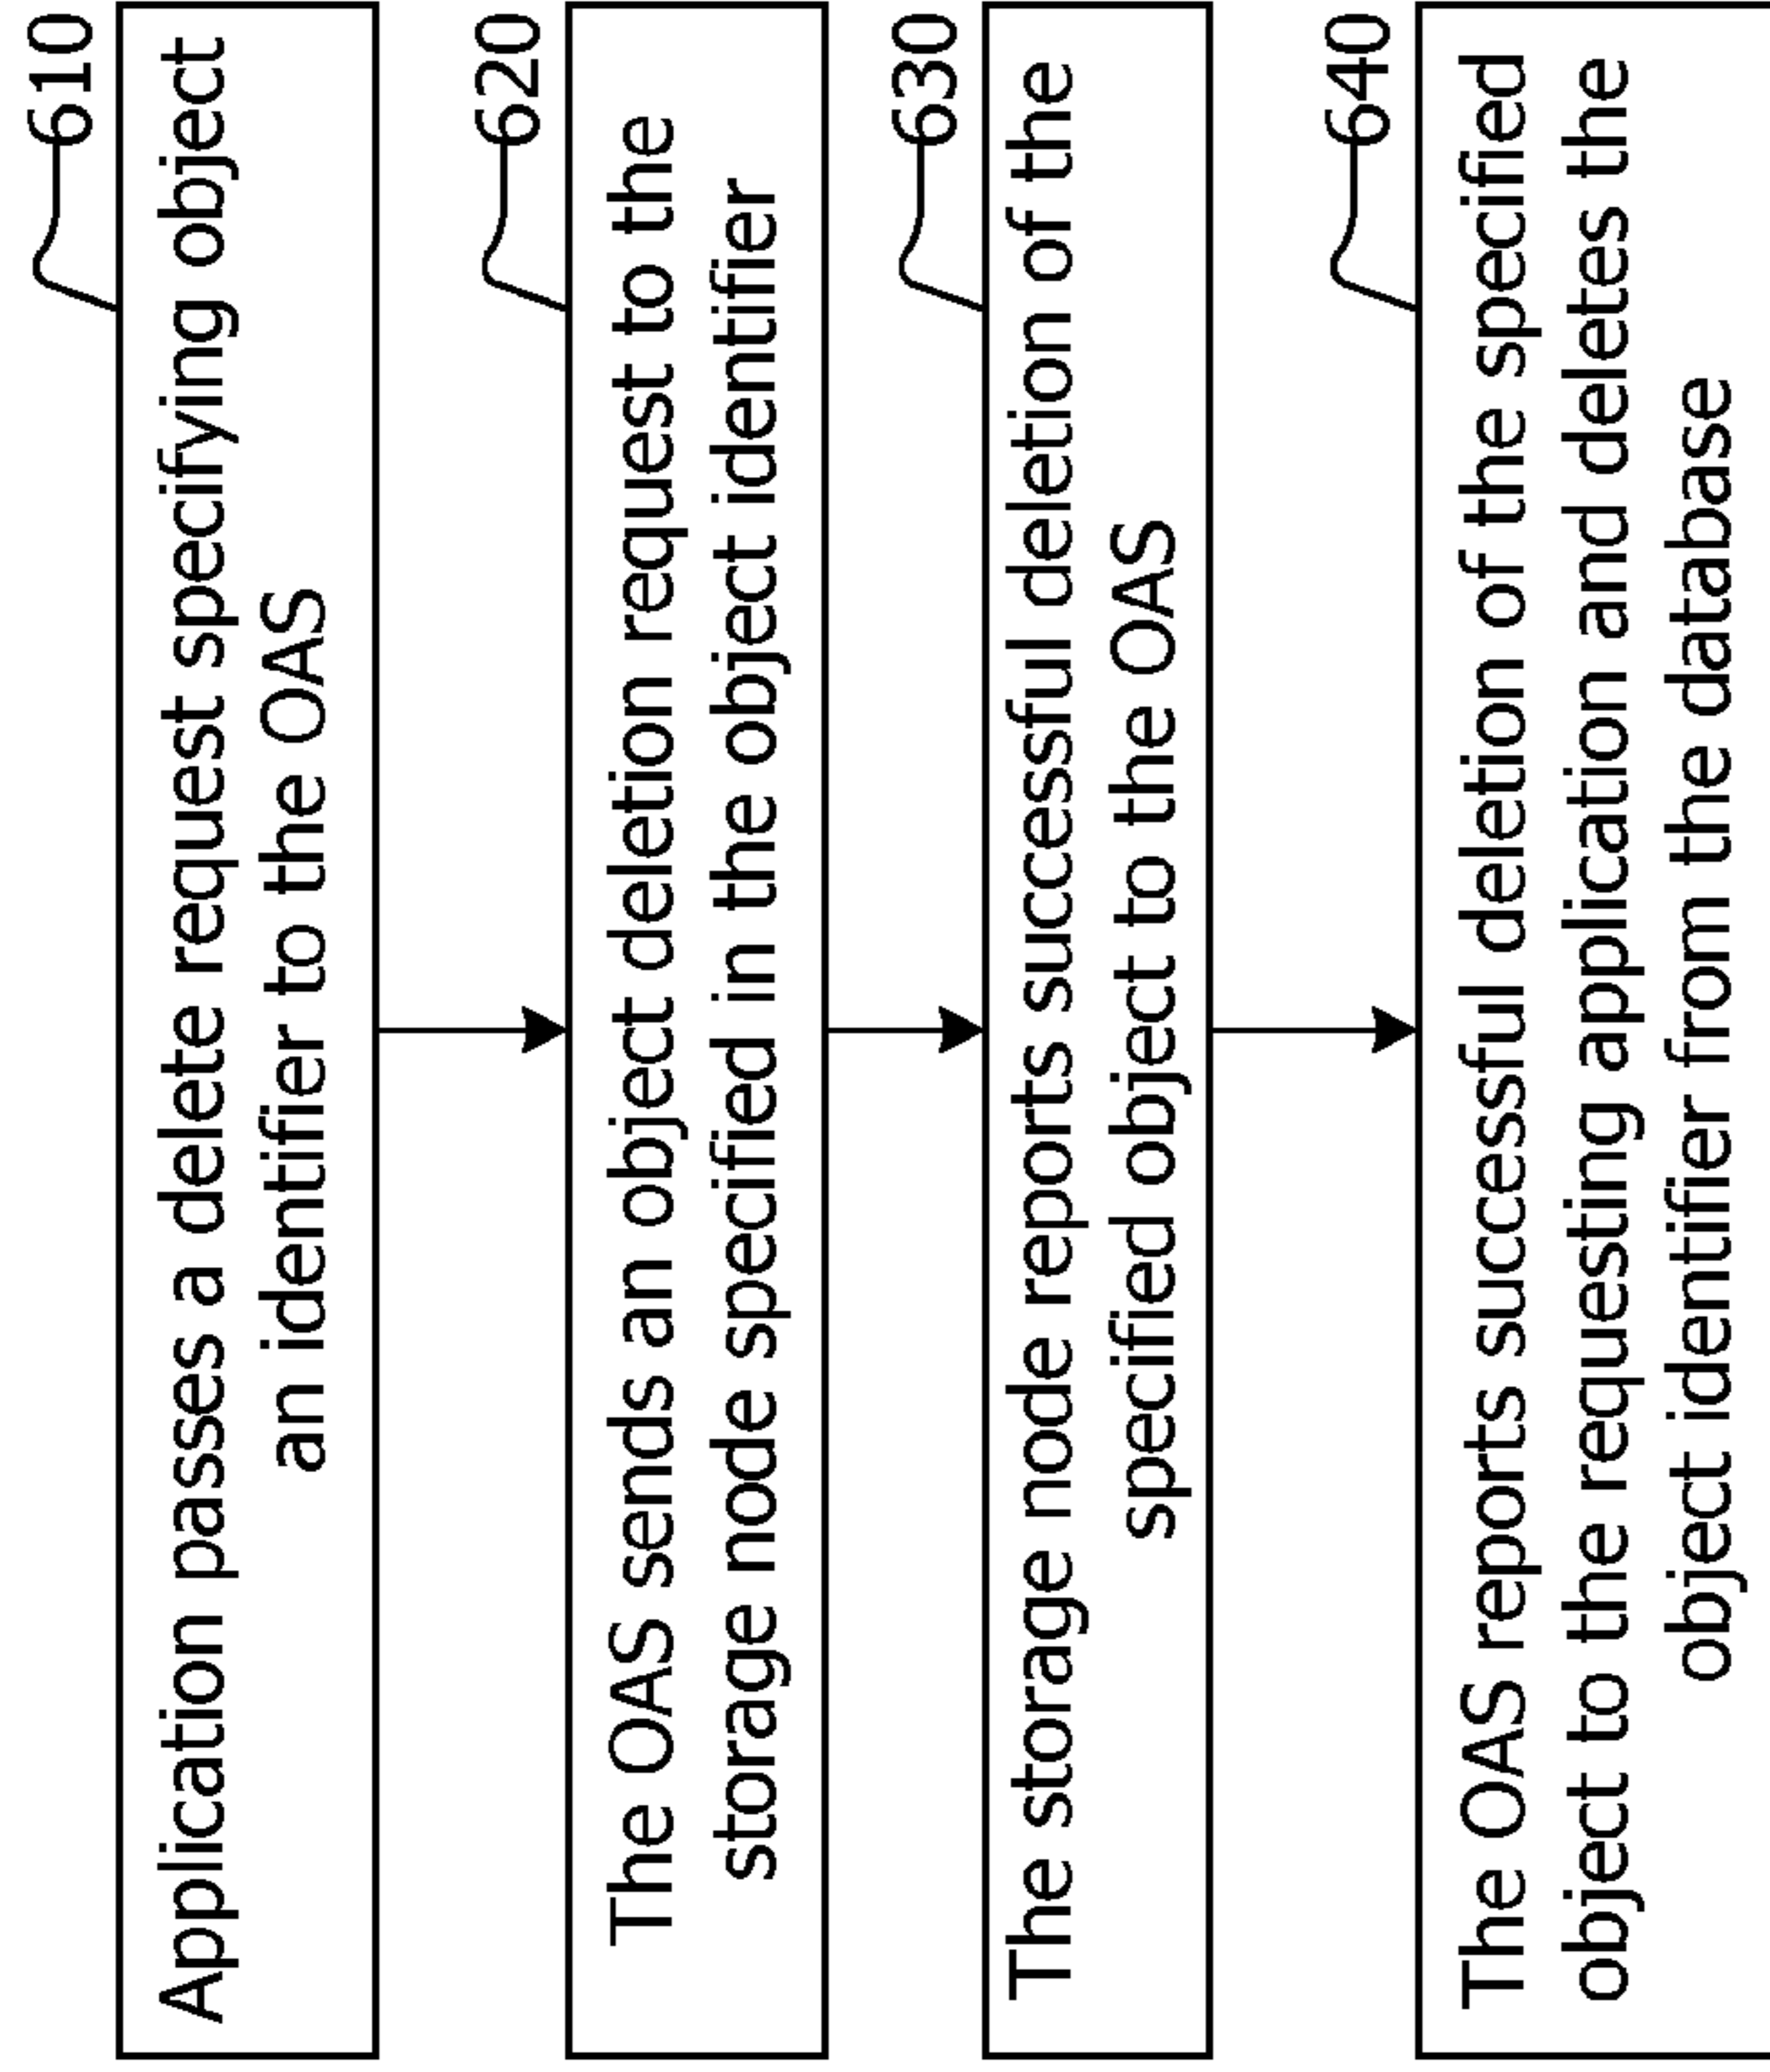 610
Application passes a delete request specifying object
an identifier to the OAS
620
The OAS sends an object deletion request to the
storage node specified in the object identifier
630
The storage node reports successful deletion of the
specified object to the OAS
640
The OAS reports successful deletion of the specified
object to the requesting application and deletes the
object identifier from the database